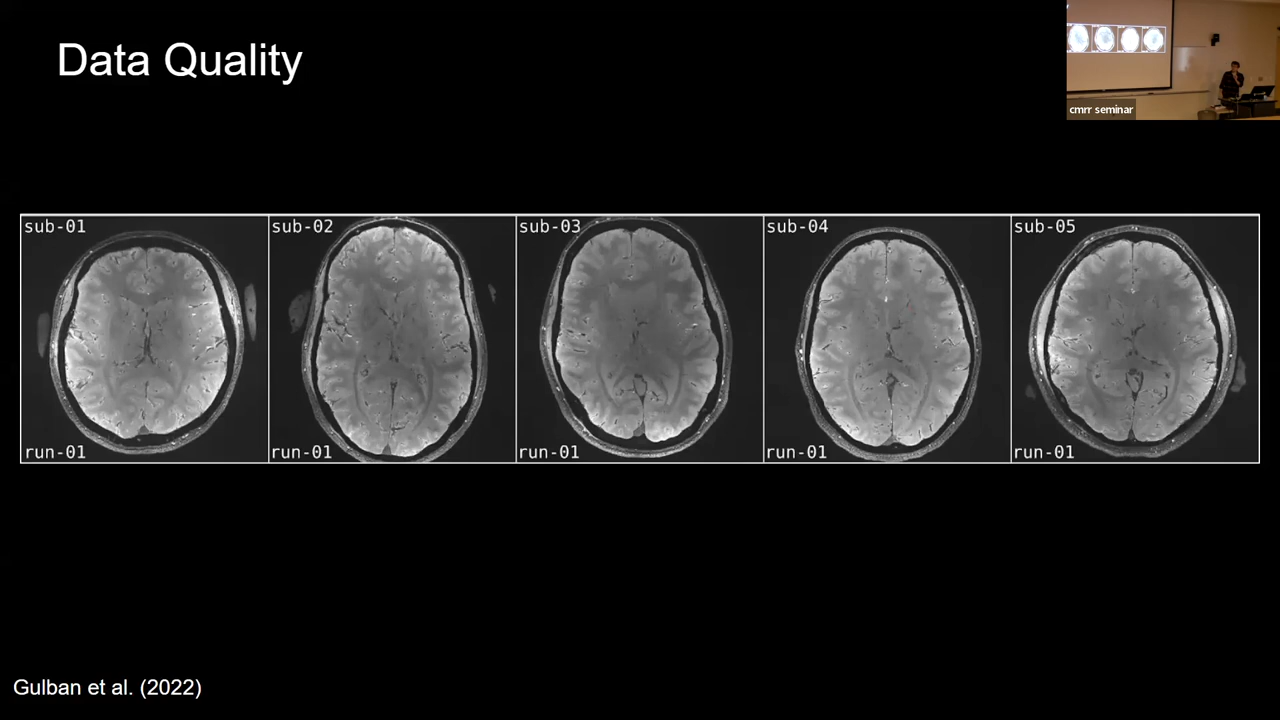 Data Quality
cmrr seminar
sub-01
sub-02
sub-03
sub-04
sub-05
run-01
run-01
run-01
run-01
run-01
Gulban et al. (2022)